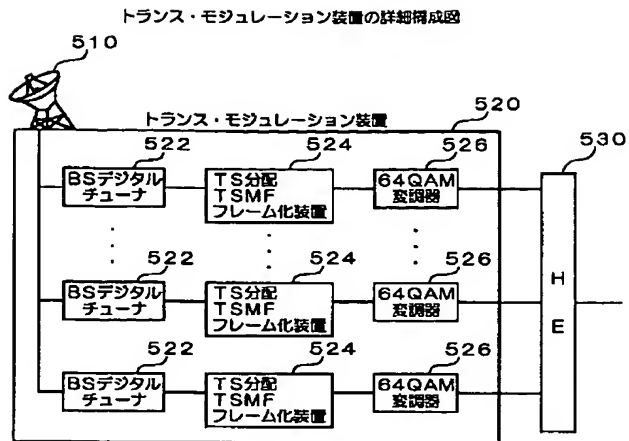 トランス・モジュレーション装置の詳細構成図
510
トランス・モジュレーション装置
520
522
524
526
530
BSデジタル
チューナ
TS分配
TSMF
フレーム化装置
64QAM
変調器
522
524
526
BSデジタル
チューナ
TS分配
TSMF
フレーム化装置
64QAM
変調器
H
E
522
524
526
BSデジタル
チューナ
TS分配
TSMF
フレーム化装置
64QAM
変調器